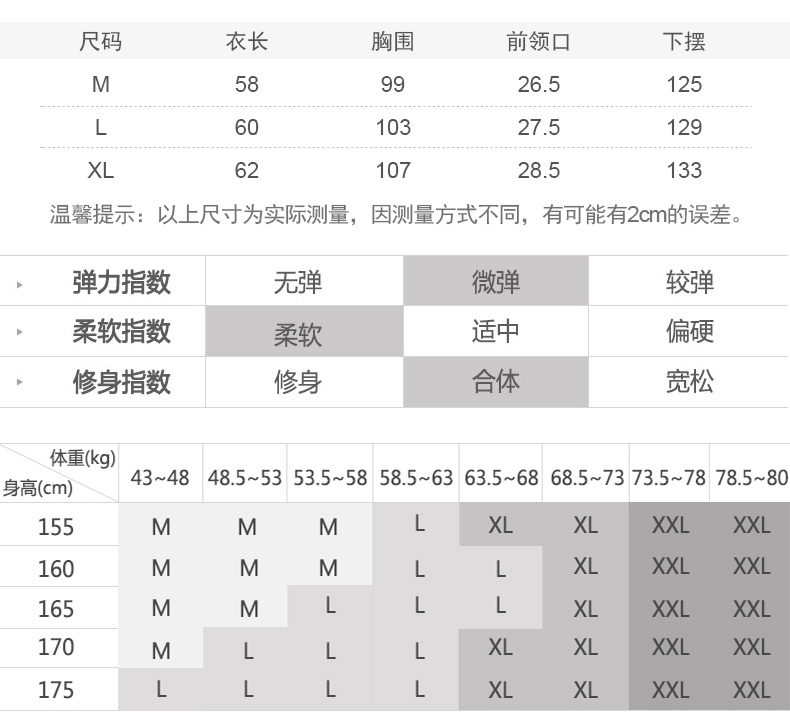 尺码 衣长 胸围 前领口 下摆
M 58 99 26.5 125
L 60 103 27.5 129
XL 62 107 28.5 133
温馨提示：以上尺寸为实际测量，因测量方式不同，有可能有2cm的误差。
弹力指数 无弹 微弹 较弹
柔软指数 柔软 适中 偏硬
修身指数 修身 合体 宽松
体重(kg)
身高(cm) 43~48 48.5~53 53.5~58 58.5~63 63.5~68 68.5~73 73.5~78 78.5~80
155 M M M L XL XL XXL XXL
160 M M M L L XL XXL XXL
165 M M L L L XL XXL XXL
170 M L L L XL XL XXL XXL
175 L L L L XL XL XXL XXL